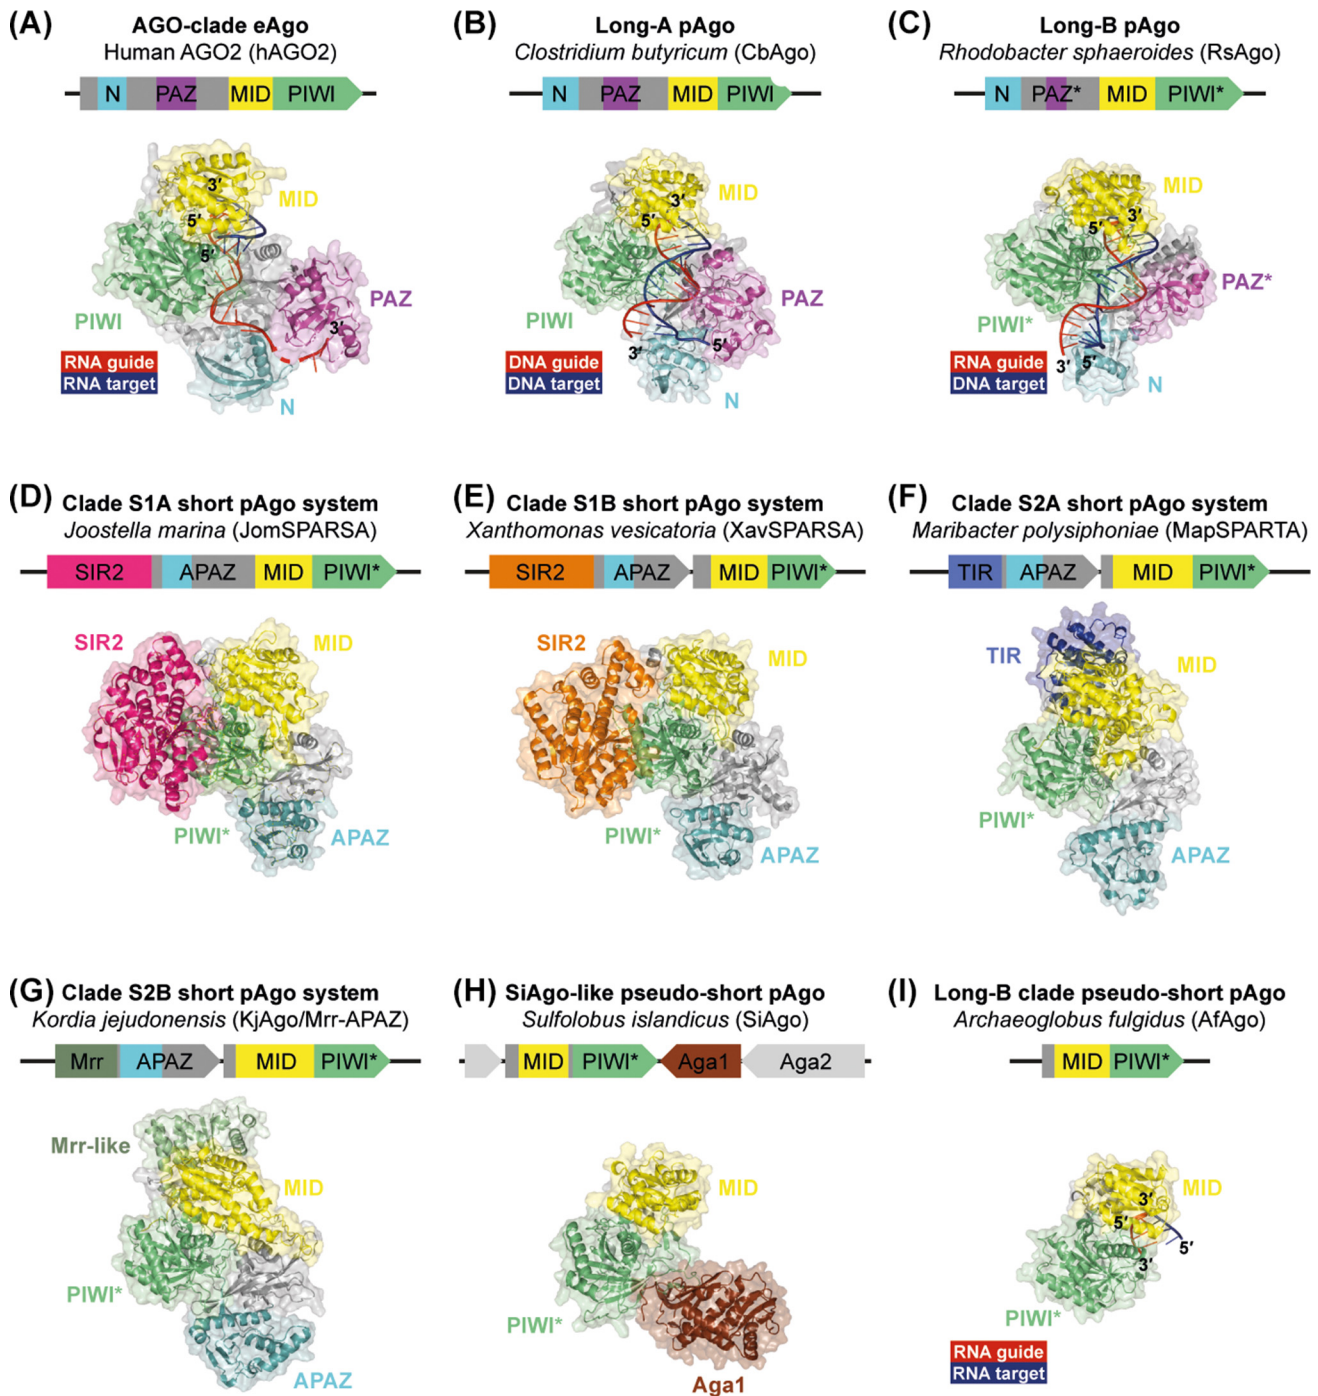 (A) AGO-clade eAgo
Human AGO2 (hAGO2)
N PAZ MID PIWI
3′
MID
5′
5′
PAZ
PIWI
3′
RNA guide
RNA target
N
(B) Long-A pAgo
Clostridium butyricum (CbAgo)
N PAZ MID PIWI
3′
MID
5′
PAZ
PIWI
3′ 5′
DNA guide
DNA target
N
(C) Long-B pAgo
Rhodobacter sphaeroides (RsAgo)
N PAZ* MID PIWI*
MID
5′ 3′
PAZ*
PIWI*
3′ 5′
RNA guide
DNA target
N
(D) Clade S1A short pAgo system
Joostella marina (JomSPARSA)
SIR2 APAZ MID PIWI*
SIR2 MID
PIWI* APAZ
(E) Clade S1B short pAgo system
Xanthomonas vesicatoria (XavSPARSA)
SIR2 APAZ MID PIWI*
SIR2 MID
PIWI*
APAZ
(F) Clade S2A short pAgo system
Maribacter polysiphoniae (MapSPARTA)
TIR APAZ MID PIWI*
TIR MID
PIWI*
APAZ
(G) Clade S2B short pAgo system
Kordia jejudonensis (KjAgo/Mrr-APAZ)
Mrr APAZ MID PIWI*
Mrr-like
MID
PIWI*
APAZ
(H) SiAgo-like pseudo-short pAgo
Sulfolobus islandicus (SiAgo)
MID PIWI* Aga1 Aga2
MID
PIWI*
Aga1
(I) Long-B clade pseudo-short pAgo
Archaeoglobus fulgidus (AfAgo)
MID PIWI*
MID
3′
5′
5′
3′
PIWI*
RNA guide
RNA target